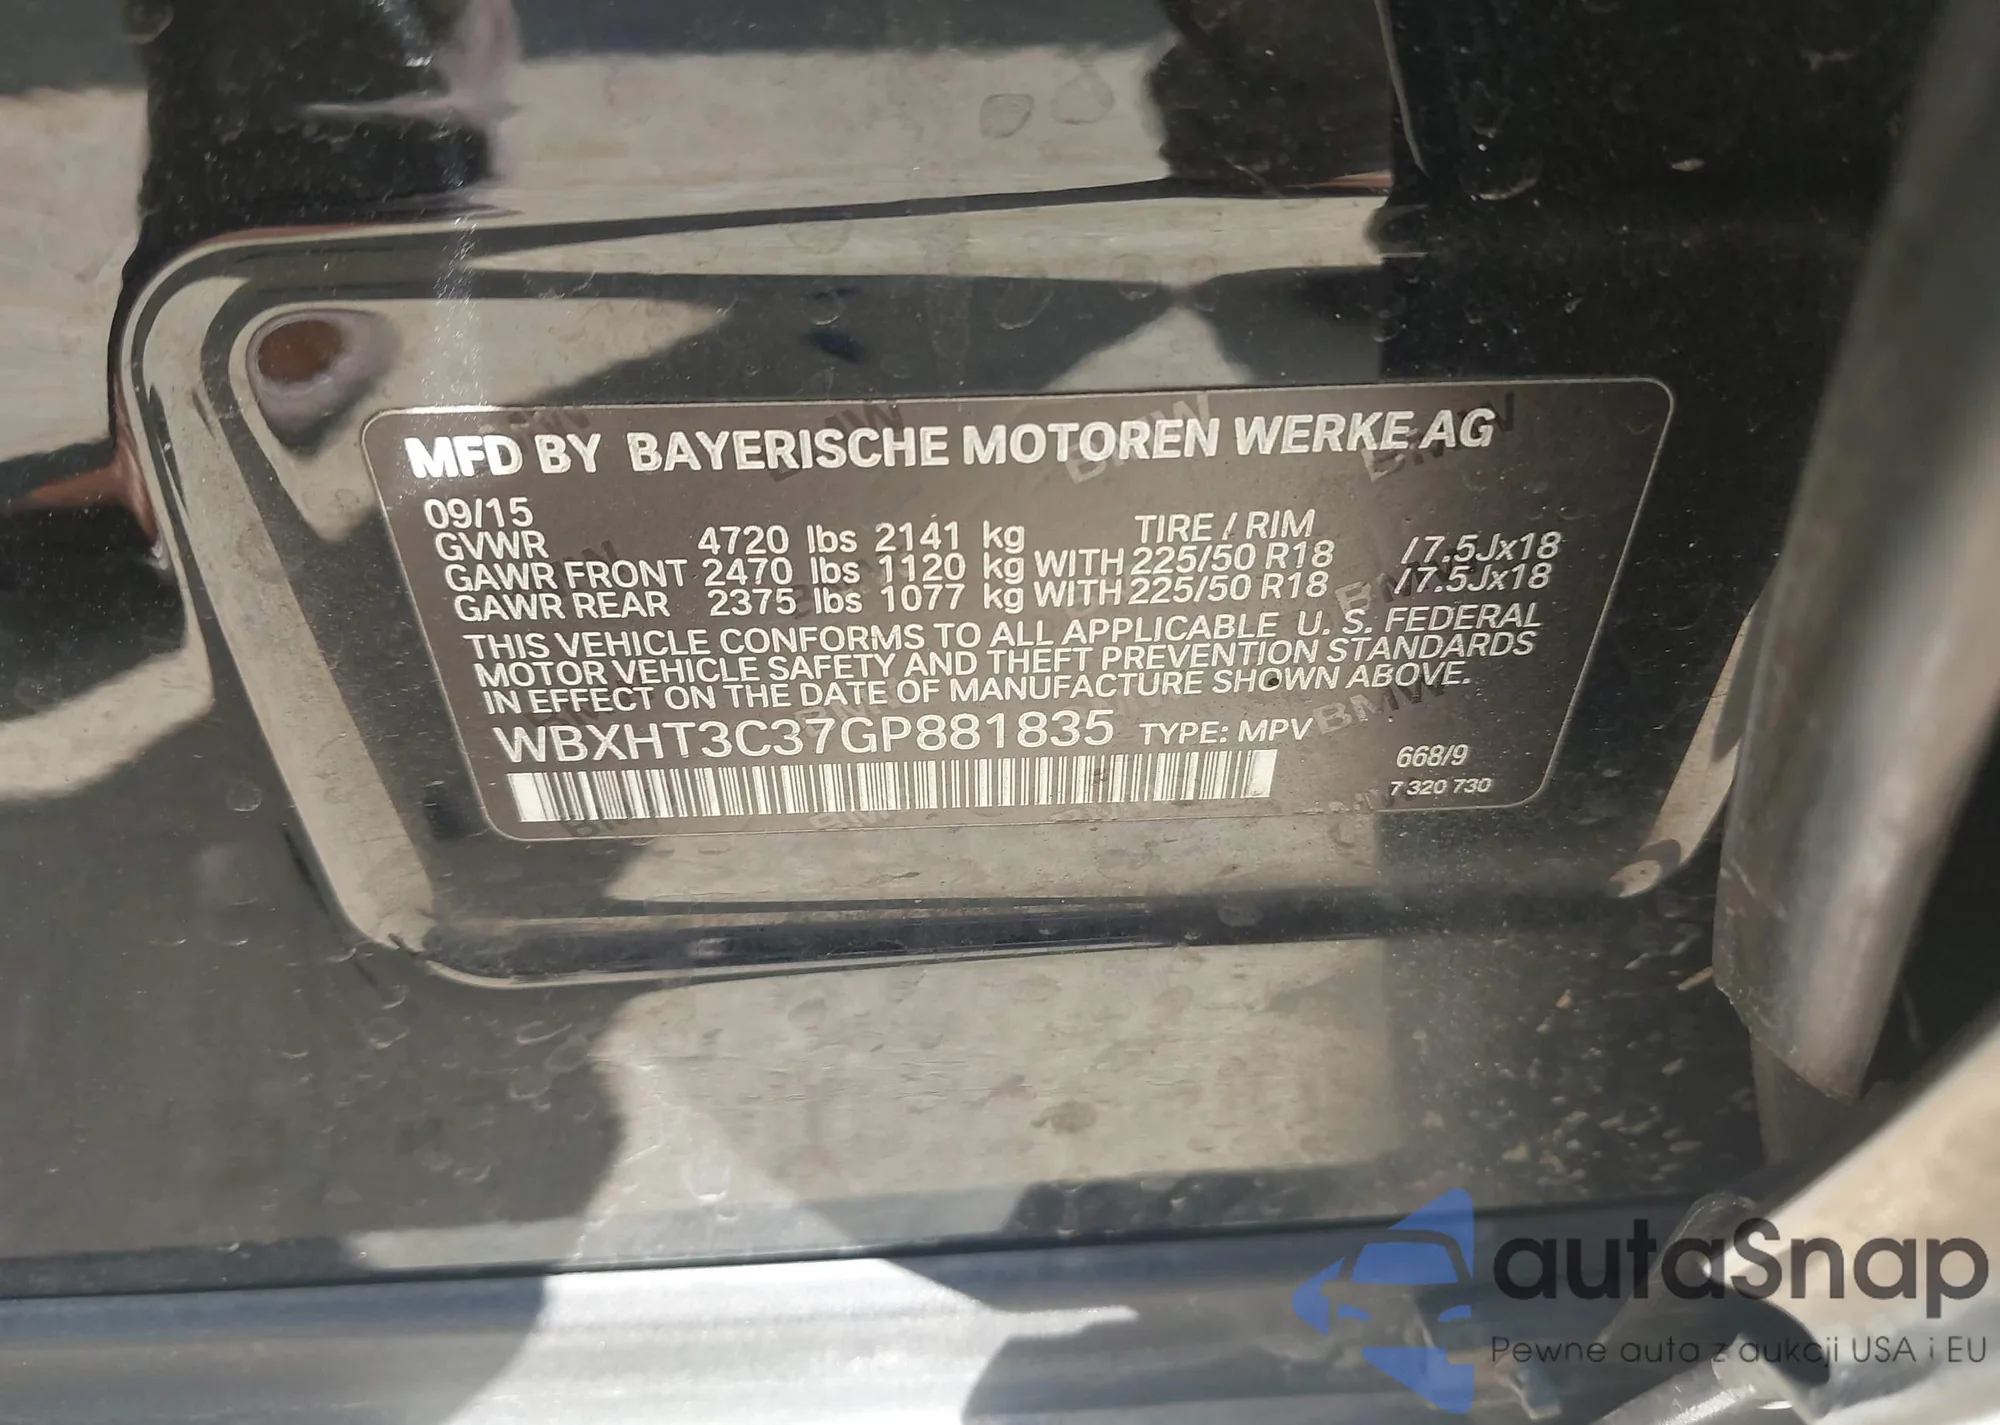 MFD BY BAYERISCHE MOTOREN WERKE AG
09/15 TIRE / RIM
GVWR 4720 lbs 2141 kg
GAWR FRONT 2470 lbs 1120 kg WITH 225/50 R18 /7.5Jx18
GAWR REAR 2375 lbs 1077 kg WITH 225/50 R18 /7.5Jx18
THIS VEHICLE CONFORMS TO ALL APPLICABLE U. S. FEDERAL
MOTOR VEHICLE SAFETY AND THEFT PREVENTION STANDARDS
IN EFFECT ON THE DATE OF MANUFACTURE SHOWN ABOVE.
WBXHT3C37GP881835 TYPE: MPV
668/9
7 320 730
autaSnap
Pewne auta z aukcji USA i EU